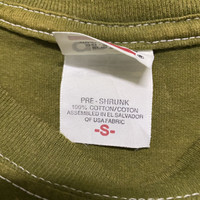 PRE-SHRUNK
100% COTTON/COTON
ASSEMBLED IN EL SALVADOR
OF USA FABRIC
-S-